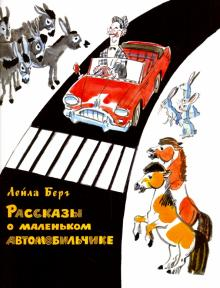 Лейла Берг
Рассказы
о маленьком
автомобильчике